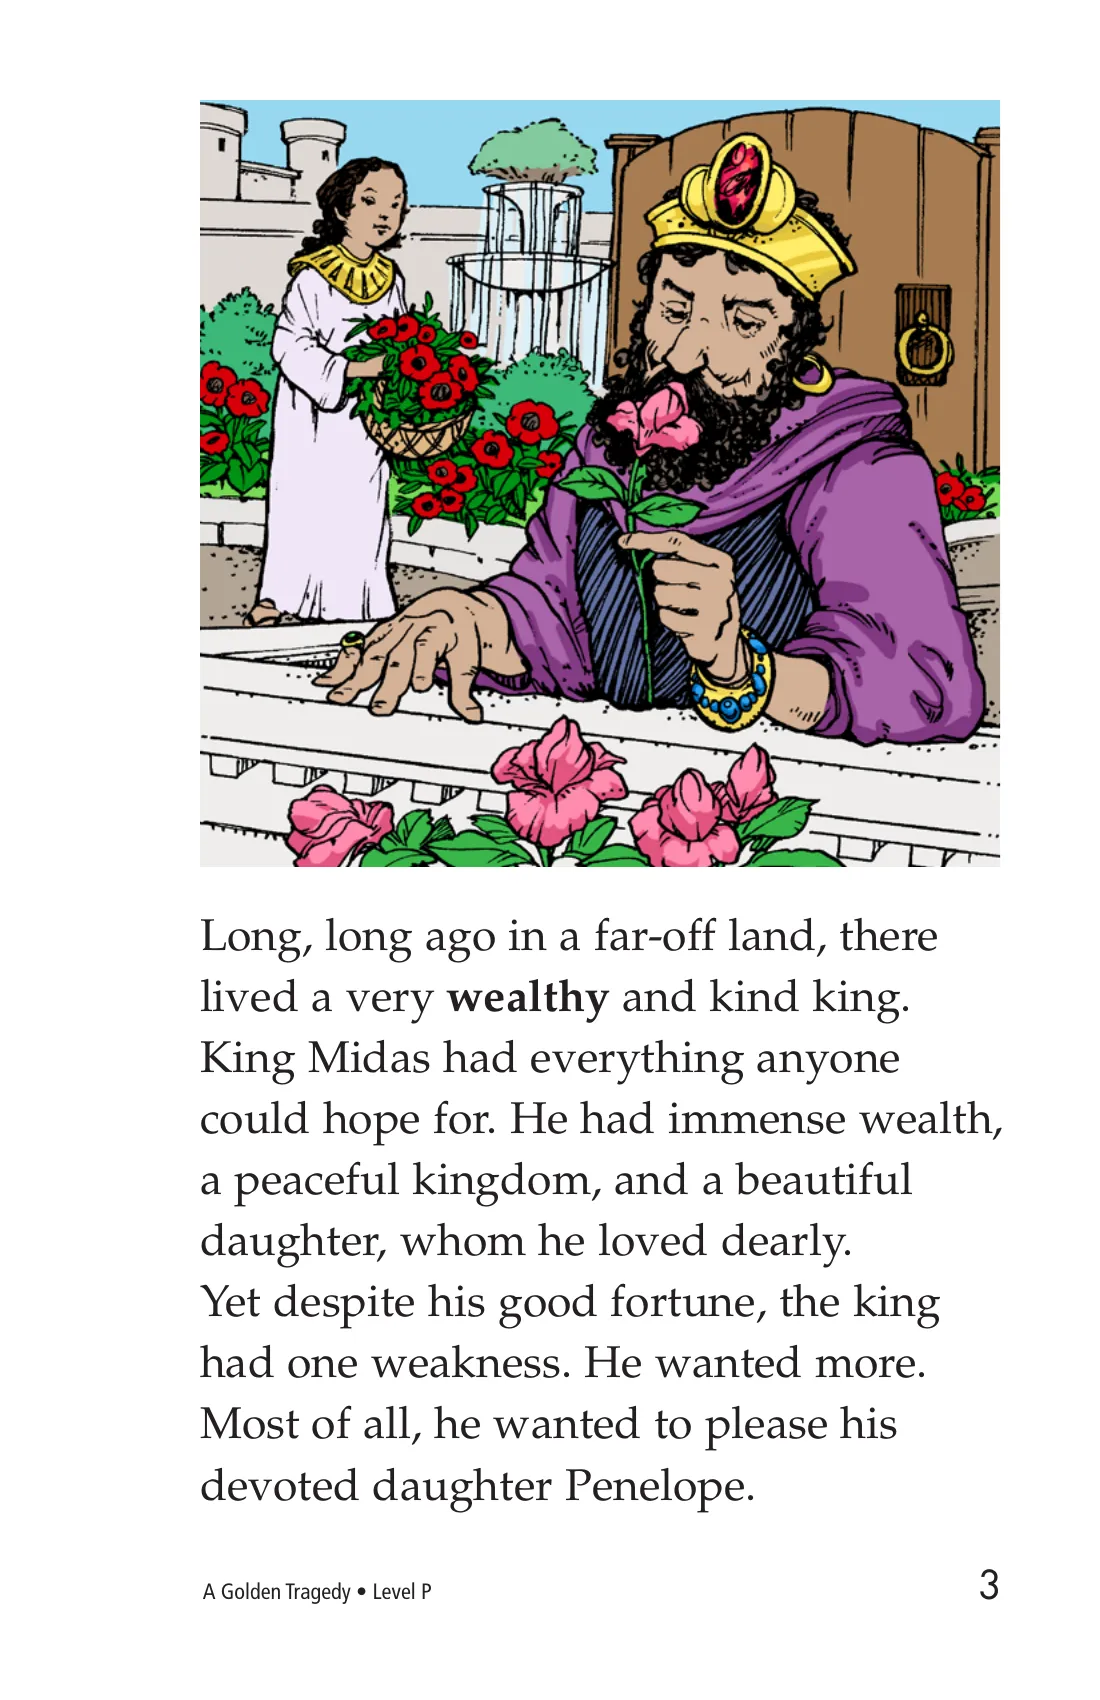 Long, long ago in a far-off land, there
lived a very wealthy and kind king.
King Midas had everything anyone
could hope for. He had immense wealth,
a peaceful kingdom, and a beautiful
daughter, whom he loved dearly.
Yet despite his good fortune, the king
had one weakness. He wanted more.
Most of all, he wanted to please his
devoted daughter Penelope.
A Golden Tragedy • Level P
3